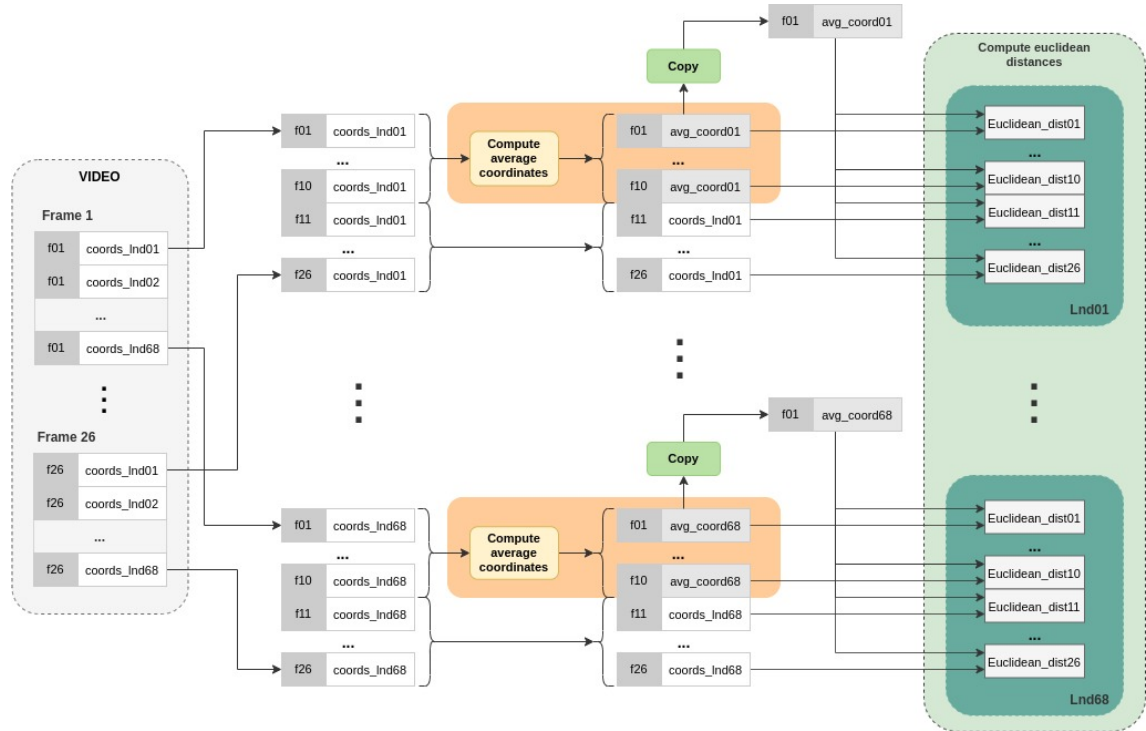 VIDEO
Frame 1
f01 coords_lnd01
f01 coords_lnd02
...
f01 coords_lnd68
Frame 26
f26 coords_lnd01
f26 coords_lnd02
...
f26 coords_lnd68
f01 coords_lnd01
...
f10 coords_lnd01
f11 coords_lnd01
...
f26 coords_lnd01
Compute
average
coordinates
f01 avg_coord01
...
f10 avg_coord01
f11 coords_lnd01
...
f26 coords_lnd01
Copy
f01 avg_coord01
Compute euclidean
distances
Euclidean_dist01
...
Euclidean_dist10
Euclidean_dist11
...
Euclidean_dist26
Lnd01
f01 coords_lnd68
...
f10 coords_lnd68
f11 coords_lnd68
...
f26 coords_lnd68
Compute
average
coordinates
f01 avg_coord68
...
f10 avg_coord68
f11 coords_lnd68
...
f26 coords_lnd68
Copy
f01 avg_coord68
Euclidean_dist01
...
Euclidean_dist10
Euclidean_dist11
...
Euclidean_dist26
Lnd68